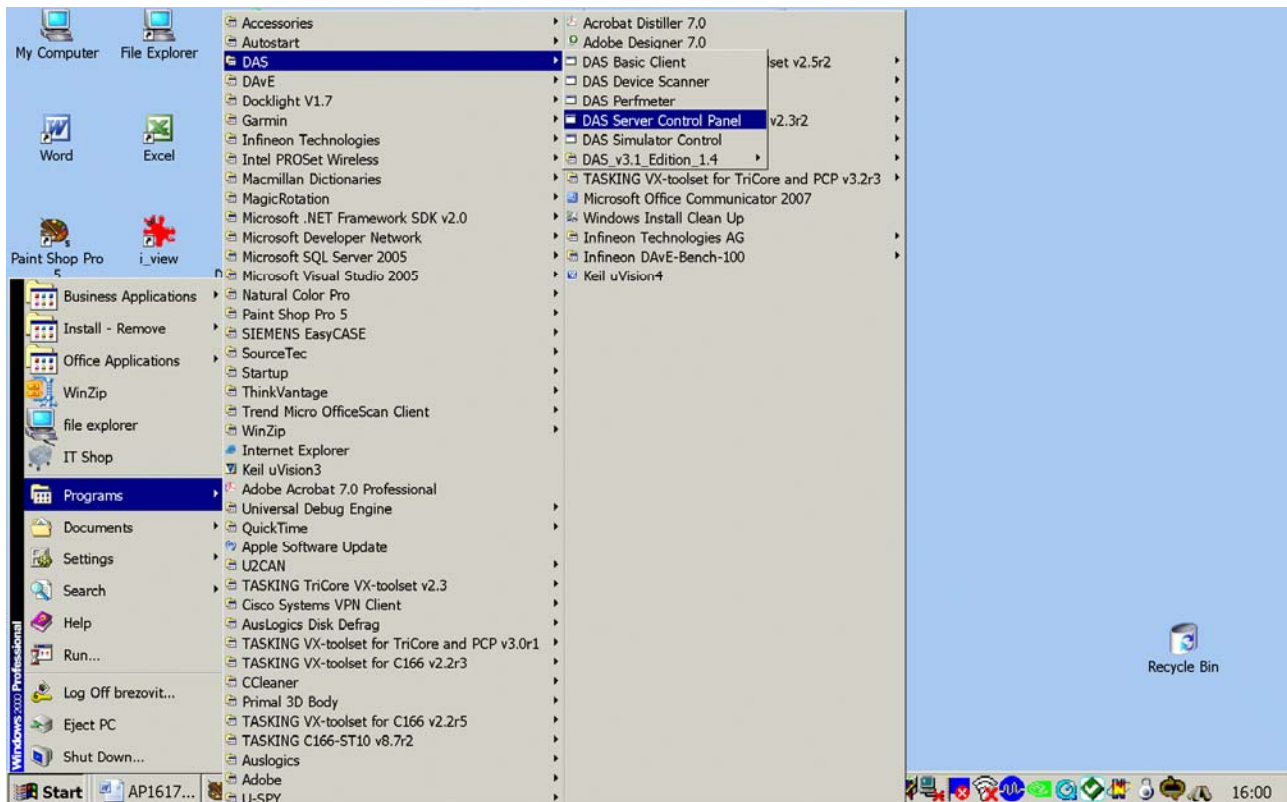 My Computer
File Explorer
Word
Excel
Paint Shop Pro
5
i_view
Business Applications
Install - Remove
Office Applications
WinZip
file explorer
IT Shop
Programs
Documents
Settings
Search
Help
Run...
Log Off brezovit...
Eject PC
Shut Down...
Windows 2000 Professional
Accessories
Autostart
DAS
DAvE
Docklight V1.7
Garmin
Infineon Technologies
Intel PROSet Wireless
Macmillan Dictionaries
MagicRotation
Microsoft .NET Framework SDK v2.0
Microsoft Developer Network
Microsoft SQL Server 2005
Microsoft Visual Studio 2005
Natural Color Pro
Paint Shop Pro 5
SIEMENS EasyCASE
SourceTec
Startup
ThinkVantage
Trend Micro OfficeScan Client
WinZip
Internet Explorer
Keil uVision3
Adobe Acrobat 7.0 Professional
Universal Debug Engine
QuickTime
Apple Software Update
U2CAN
TASKING TriCore VX-toolset v2.3
Cisco Systems VPN Client
AusLogics Disk Defrag
TASKING VX-toolset for TriCore and PCP v3.0r1
TASKING VX-toolset for C166 v2.2r3
CCleaner
Primal 3D Body
TASKING VX-toolset for C166 v2.2r5
TASKING C166-ST10 v8.7r2
Auslogics
Adobe
U-SPY
Acrobat Distiller 7.0
Adobe Designer 7.0
lset v2.5r2
v2.3r2
TASKING VX-toolset for TriCore and PCP v3.2r3
Microsoft Office Communicator 2007
Windows Install Clean Up
Infineon Technologies AG
Infineon DAvE-Bench-100
Keil uVision4
DAS Basic Client
DAS Device Scanner
DAS Perfmeter
DAS Server Control Panel
DAS Simulator Control
DAS_v3.1_Edition_1.4
Recycle Bin
Start
AP1617...
16:00